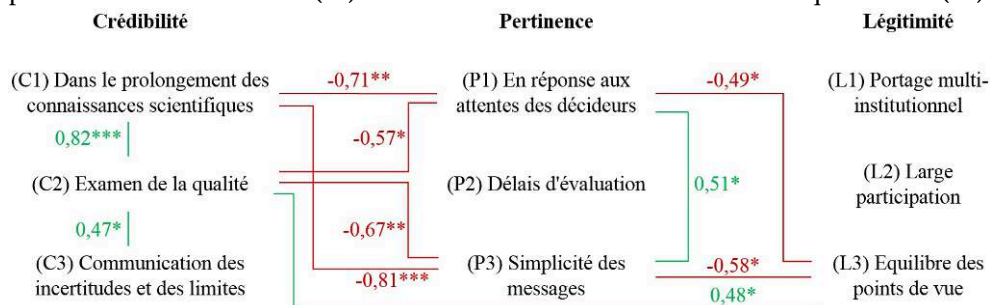 Crédibilité Pertinence Légitimité
(C1) Dans le prolongement des -0,71** (P1) En réponse aux -0,49* (L1) Portage multi-
connaissances scientifiques attentes des décideurs institutionnel
0,82*** -0,57*
(C2) Examen de la qualité (P2) Délais d'évaluation 0,51* (L2) Large
participation
0,47* -0,67**
(C3) Communication des (P3) Simplicité des -0,58* (L3) Equilibre des
incertitudes et des limites -0,81*** messages 0,48* points de vue